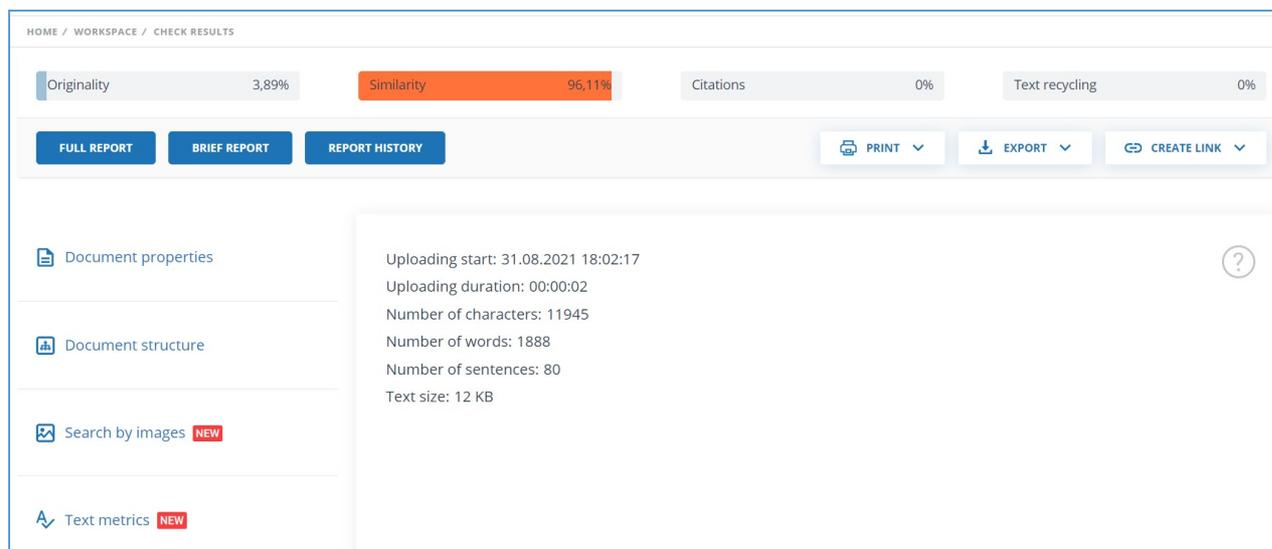 HOME / WORKSPACE / CHECK RESULTS
Originality 3,89% Similarity 96,11% Citations 0% Text recycling 0%
FULL REPORT BRIEF REPORT REPORT HISTORY PRINT EXPORT CREATE LINK
Document properties
Document structure
Search by images NEW
Text metrics NEW
Uploading start: 31.08.2021 18:02:17
Uploading duration: 00:00:02
Number of characters: 11945
Number of words: 1888
Number of sentences: 80
Text size: 12 KB
?